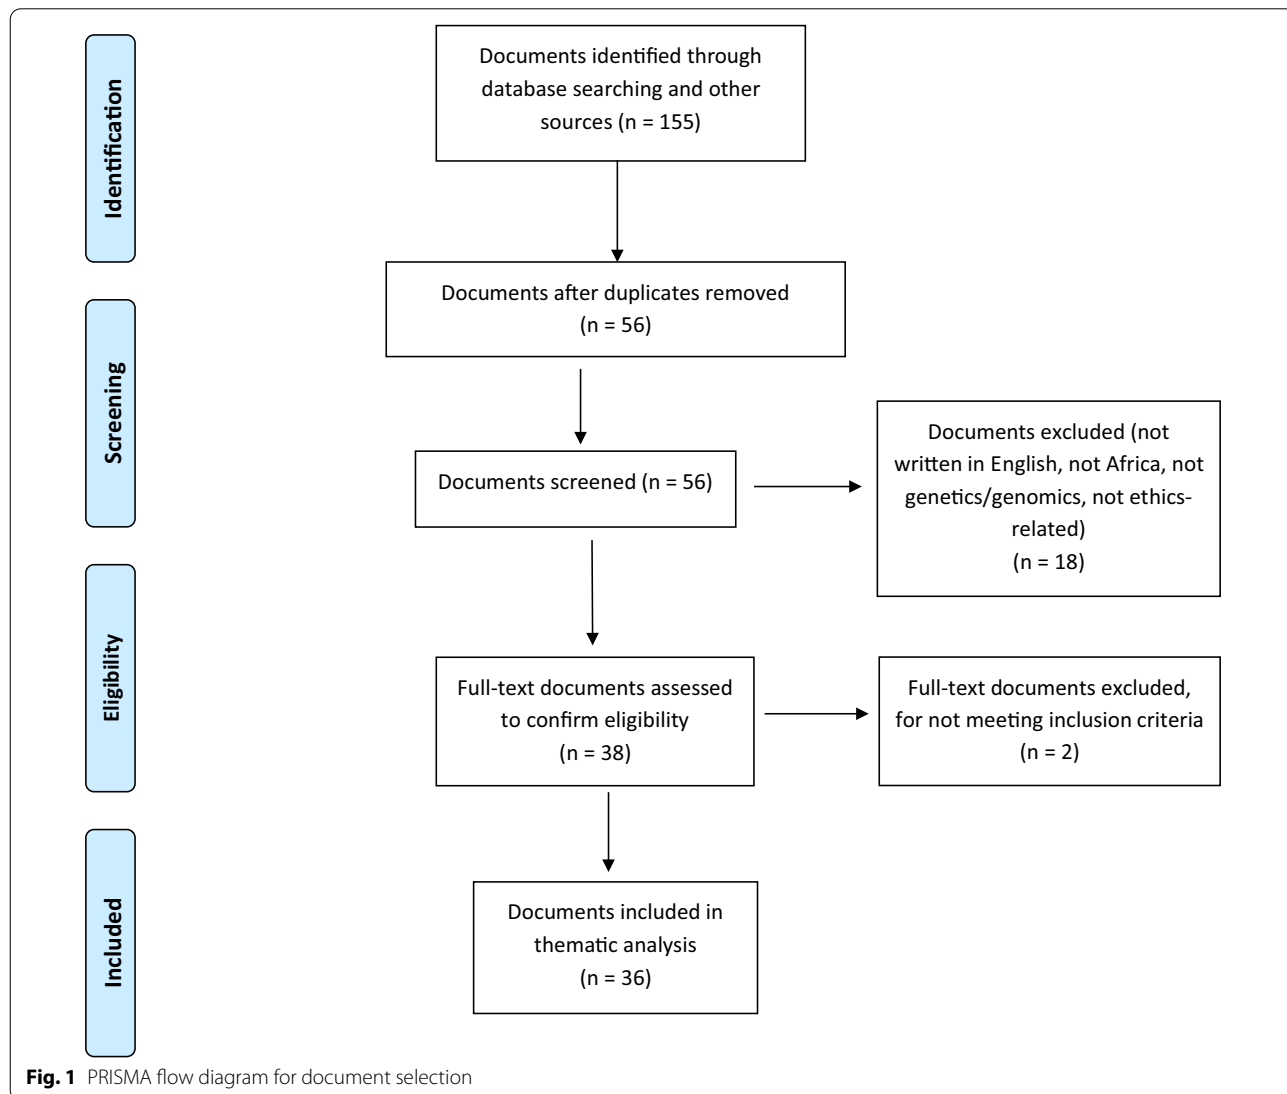 Identification
Documents identified through
database searching and other
sources (n = 155)
Documents after duplicates removed
(n = 56)
Screening
Documents screened (n = 56)
Documents excluded (not
written in English, not Africa, not
genetics/genomics, not ethics-
related)
(n = 18)
Eligibility
Full-text documents assessed
to confirm eligibility
(n = 38)
Full-text documents excluded,
for not meeting inclusion criteria
(n = 2)
Included
Documents included in
thematic analysis
(n = 36)
Fig. 1 PRISMA flow diagram for document selection